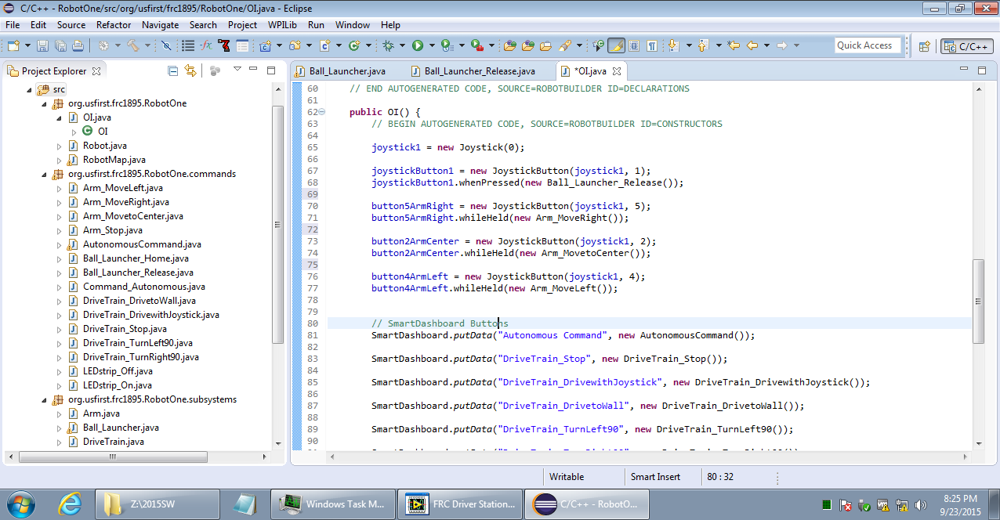 C/C++ - RobotOne/src/org/usfirst/frc1895/RobotOne/OI.java - Eclipse
File Edit Source Refactor Navigate Search Project WPILib Run Window Help
Quick Access
C/C++
Project Explorer
src
org.usfirst.frc1895.RobotOne
OI.java
OI
Robot.java
RobotMap.java
org.usfirst.frc1895.RobotOne.commands
Arm_MoveLeft.java
Arm_MoveRight.java
Arm_MovetoCenter.java
Arm_Stop.java
AutonomousCommand.java
Ball_Launcher_Home.java
Ball_Launcher_Release.java
Command_Autonomous.java
DriveTrain_DrivetoWall.java
DriveTrain_DrivewithJoystick.java
DriveTrain_Stop.java
DriveTrain_TurnLeft90.java
DriveTrain_TurnRight90.java
LEDstrip_Off.java
LEDstrip_On.java
org.usfirst.frc1895.RobotOne.subsystems
Arm.java
Ball_Launcher.java
DriveTrain.java
Ball_Launcher.java Ball_Launcher_Release.java *OI.java
60 // END AUTOGENERATED CODE, SOURCE=ROBOTBUILDER ID=DECLARATIONS
61
62 public OI() {
63 // BEGIN AUTOGENERATED CODE, SOURCE=ROBOTBUILDER ID=CONSTRUCTORS
64
65 joystick1 = new Joystick(0);
66
67 joystickButton1 = new JoystickButton(joystick1, 1);
68 joystickButton1.whenPressed(new Ball_Launcher_Release());
69
70 button5ArmRight = new JoystickButton(joystick1, 5);
71 button5ArmRight.whileHeld(new Arm_MoveRight());
72
73 button2ArmCenter = new JoystickButton(joystick1, 2);
74 button2ArmCenter.whileHeld(new Arm_MovetoCenter());
75
76 button4ArmLeft = new JoystickButton(joystick1, 4);
77 button4ArmLeft.whileHeld(new Arm_MoveLeft());
78
79
80 // SmartDashboard Buttons
81 SmartDashboard.putData("Autonomous Command", new AutonomousCommand());
82
83 SmartDashboard.putData("DriveTrain_Stop", new DriveTrain_Stop());
84
85 SmartDashboard.putData("DriveTrain_DrivewithJoystick", new DriveTrain_DrivewithJoystick());
86
87 SmartDashboard.putData("DriveTrain_DrivetoWall", new DriveTrain_DrivetoWall());
88
89 SmartDashboard.putData("DriveTrain_TurnLeft90", new DriveTrain_TurnLeft90());
90
Writable Smart Insert 80 : 32
Z:\2015SW Windows Task M... FRC Driver Station... C/C++ - RobotO... 8:25 PM
9/23/2015